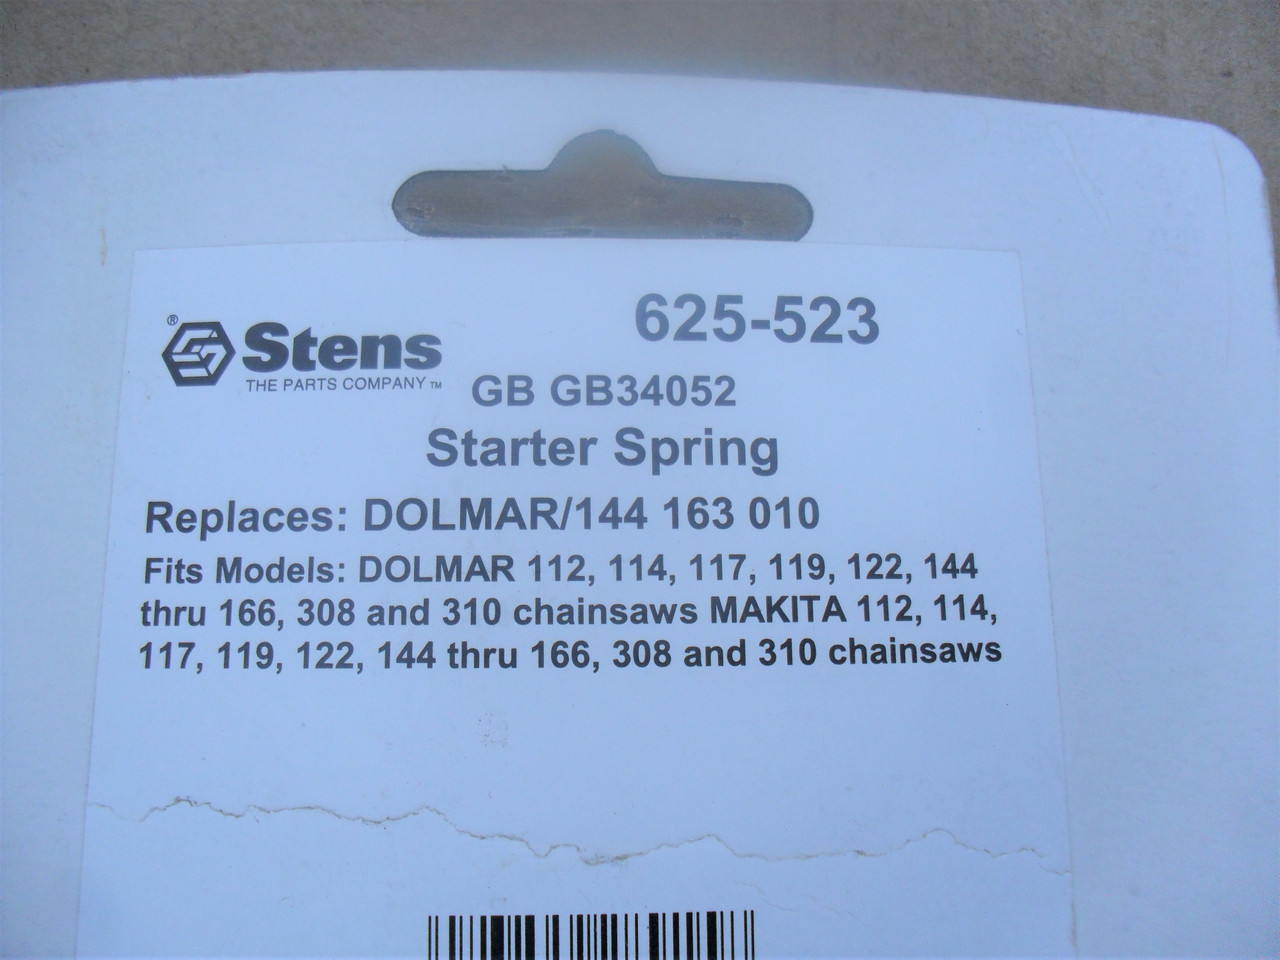 625-523
® Stens
THE PARTS COMPANY™
GB GB34052
Starter Spring
Replaces: DOLMAR/144 163 010
Fits Models: DOLMAR 112, 114, 117, 119, 122, 144
thru 166, 308 and 310 chainsaws MAKITA 112, 114,
117, 119, 122, 144 thru 166, 308 and 310 chainsaws